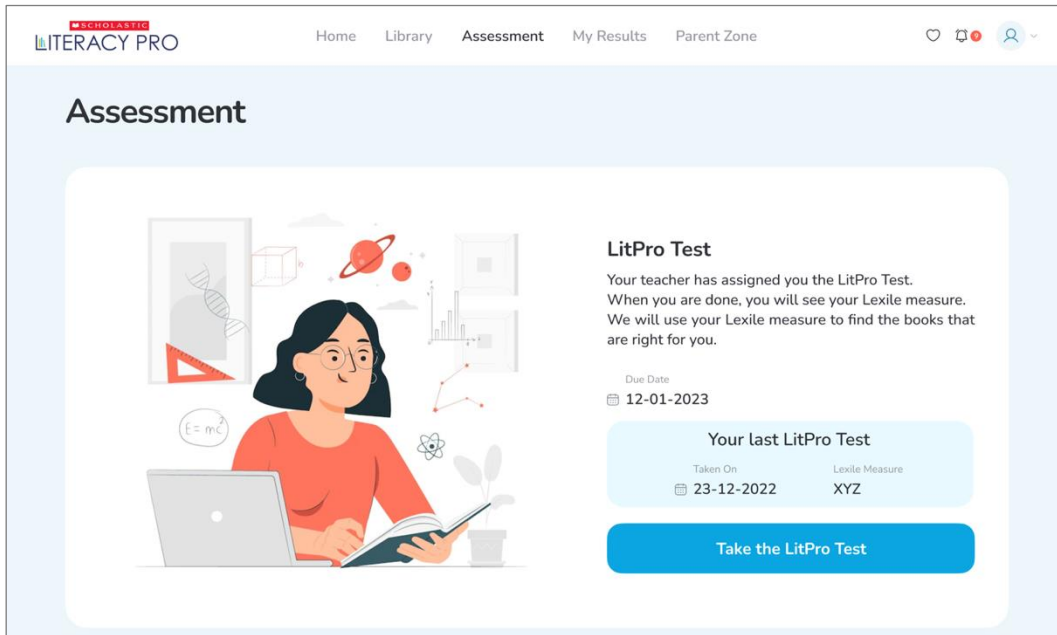 SCHOLASTIC
LITERACY PRO
Home Library Assessment My Results Parent Zone
9
Assessment
E = mc²
LitPro Test
Your teacher has assigned you the LitPro Test.
When you are done, you will see your Lexile measure.
We will use your Lexile measure to find the books that
are right for you.
Due Date
12-01-2023
Your last LitPro Test
Taken On Lexile Measure
23-12-2022 XYZ
Take the LitPro Test